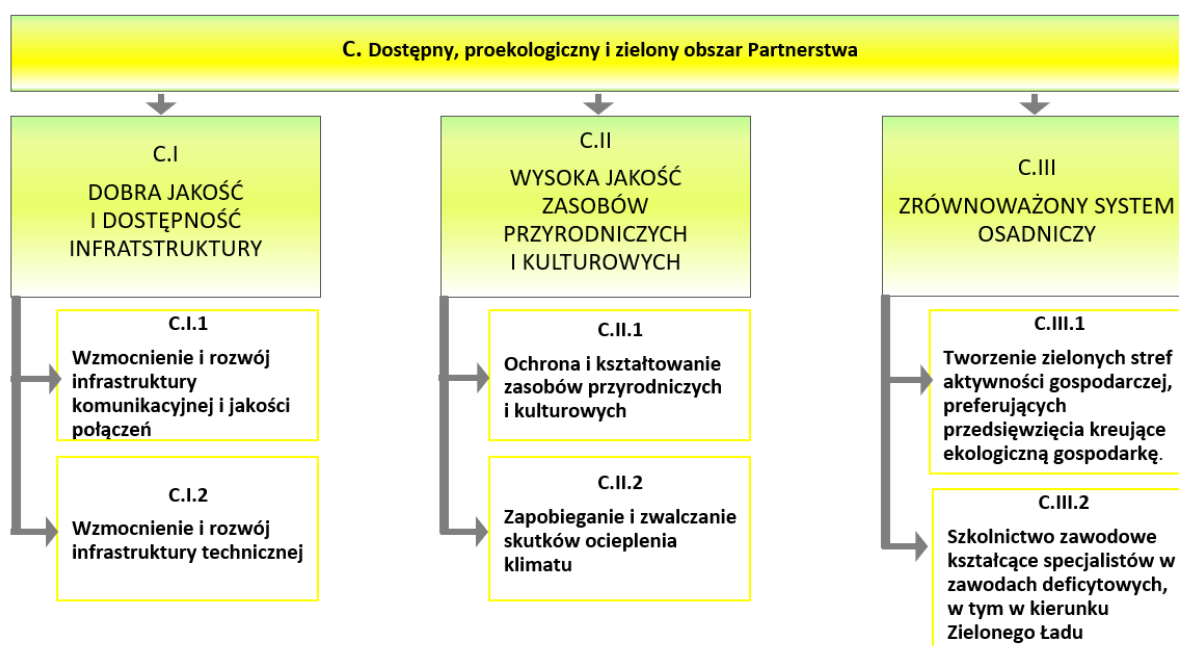 C. Dostępny, proekologiczny i zielony obszar Partnerstwa
C.I
DOBRA JAKOŚĆ
I DOSTĘPNOŚĆ
INFRATSTRUKTURY
C.I.1
Wzmocnienie i rozwój
infrastruktury
komunikacyjnej i jakości
połączeń
C.I.2
Wzmocnienie i rozwój
infrastruktury technicznej
C.II
WYSOKA JAKOŚĆ
ZASOBÓW
PRZYRODNICZYCH
I KULTUROWYCH
C.II.1
Ochrona i kształtowanie
zasobów przyrodniczych
i kulturowych
C.II.2
Zapobieganie i zwalczanie
skutków ocieplenia
klimatu
C.III
ZRÓWNOWAŻONY SYSTEM
OSADNICZY
C.III.1
Tworzenie zielonych stref
aktywności gospodarczej,
preferujących
przedsięwzięcia kreujące
ekologiczną gospodarkę.
C.III.2
Szkolnictwo zawodowe
kształcące specjalistów w
zawodach deficytowych,
w tym w kierunku
Zielonego Ładu